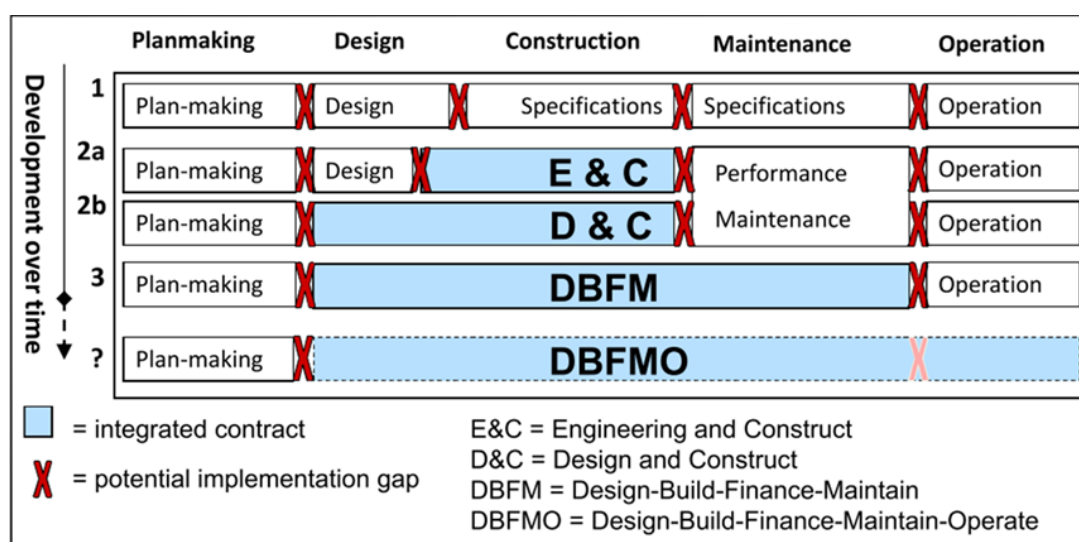 Planmaking Design Construction Maintenance Operation
Development over time
1 Plan-making Design Specifications Specifications Operation
2a Plan-making Design E & C Performance Operation
2b Plan-making D & C Maintenance Operation
3 Plan-making DBFM Operation
? Plan-making DBFMO
= integrated contract
= potential implementation gap
E&C = Engineering and Construct
D&C = Design and Construct
DBFM = Design-Build-Finance-Maintain
DBFMO = Design-Build-Finance-Maintain-Operate